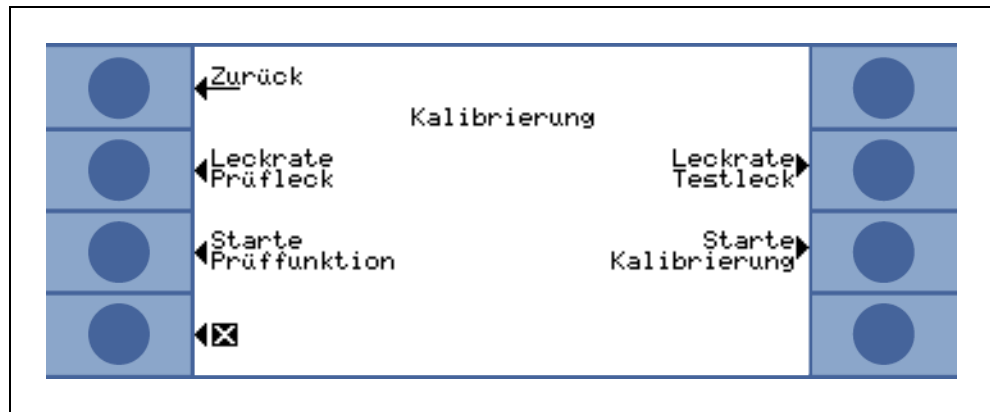 Zurück
Kalibrierung
Leckrate
Prüfleck
Leckrate
Testleck
Starte
Prüffunktion
Starte
Kalibrierung